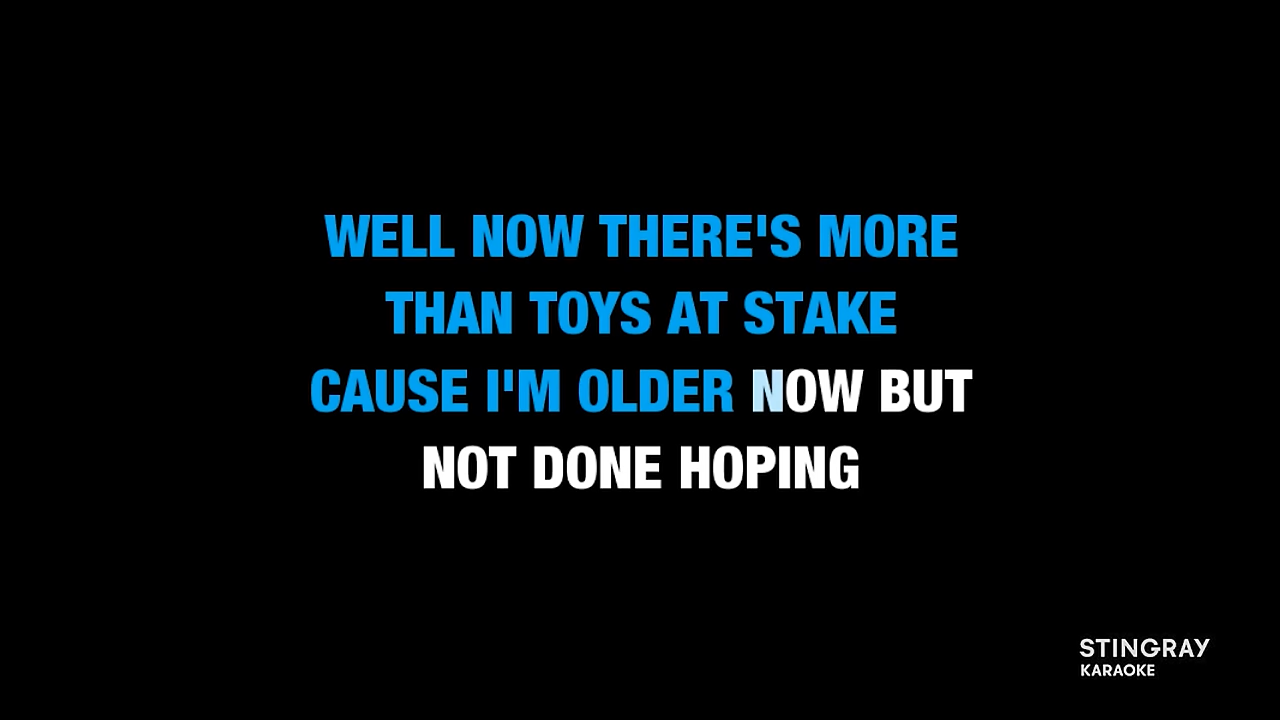 WELL NOW THERE'S MORE
THAN TOYS AT STAKE
CAUSE I'M OLDER NOW BUT
NOT DONE HOPING
STINGRAY
KARAOKE